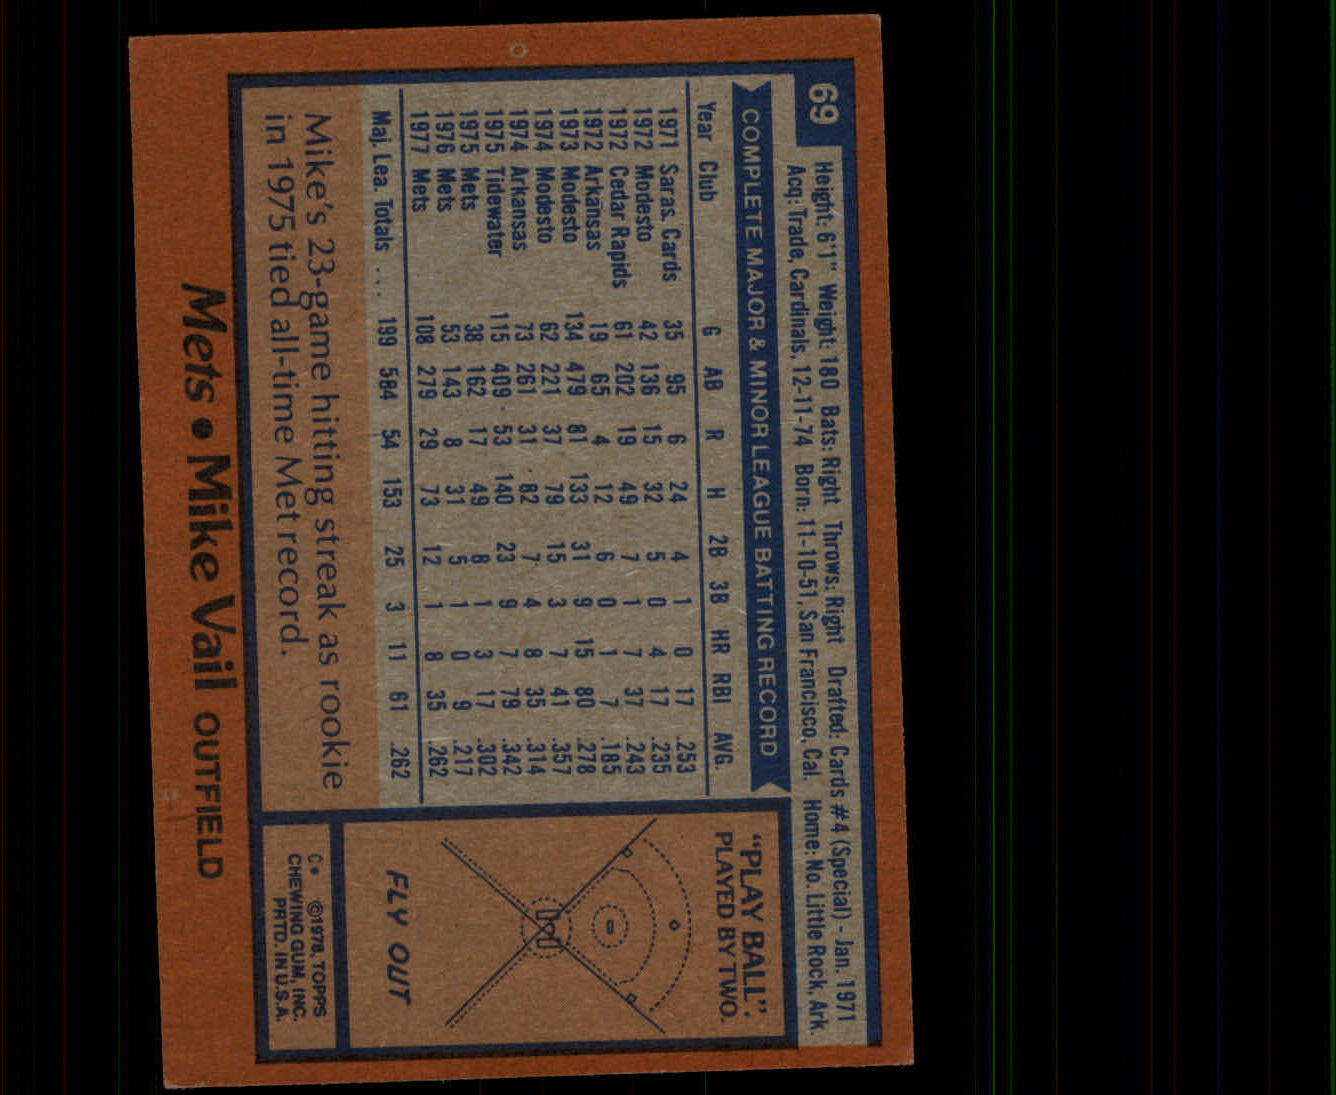 69
Height: 6'1" Weight: 180 Bats: Right Throws: Right Drafted: Cards #4 (Special) - Jan. 1971
Acq: Trade, Cardinals, 12-11-74 Born: 11-10-51, San Francisco, Cal. Home: No. Little Rock, Ark.
COMPLETE MAJOR & MINOR LEAGUE BATTING RECORD
Year Club G AB R H 2B 3B HR RBI AVG.
1971 Saras. Cards 35 95 6 24 4 1 0 17 .253
1972 Modesto 42 136 15 32 5 0 4 17 .235
1972 Cedar Rapids 61 202 19 49 7 1 7 37 .243
1972 Arkansas 19 65 4 12 6 0 1 7 .185
1973 Modesto 134 479 81 133 31 9 15 80 .278
1974 Modesto 62 221 37 79 15 3 7 41 .357
1974 Arkansas 73 261 31 82 7 4 8 35 .314
1975 Tidewater 115 409 53 140 23 9 7 79 .342
1975 Mets 38 162 17 49 8 1 3 17 .302
1976 Mets 53 143 8 31 5 1 0 9 .217
1977 Mets 108 279 29 73 12 1 8 35 .262
Maj. Lea. Totals ... 199 584 54 153 25 3 11 61 .262
Mike's 23-game hitting streak as rookie
in 1975 tied all-time Met record.
"PLAY BALL":
PLAYED BY TWO.
FLY OUT
C* ©1978, TOPPS
CHEWING GUM, INC.
PRTD. IN U.S.A.
Mets • Mike Vail OUTFIELD